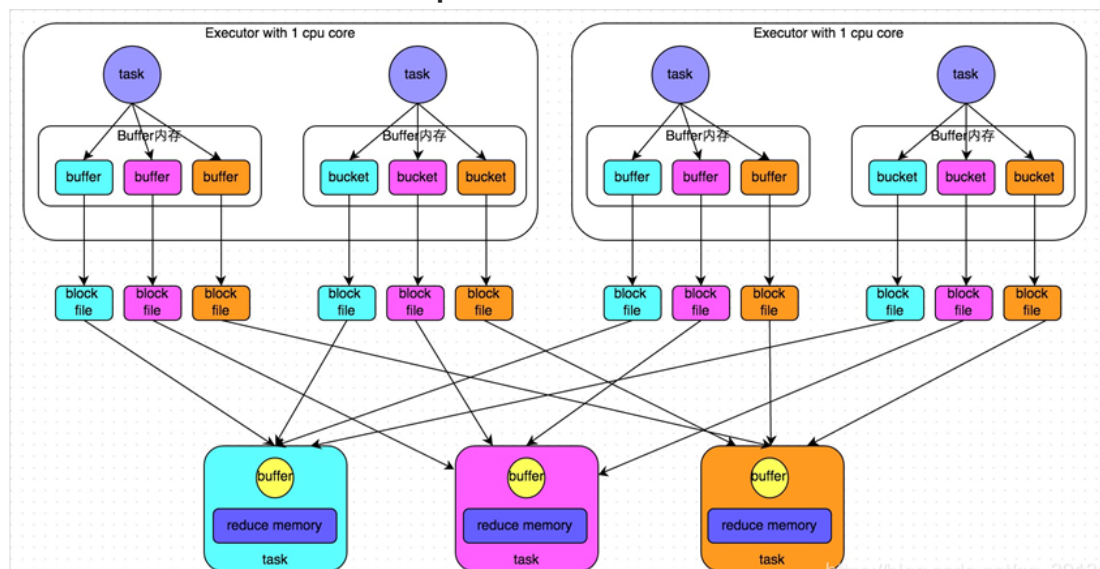 Executor with 1 cpu core
Executor with 1 cpu core
task
task
task
task
Buffer内存
Buffer内存
Buffer内存
Buffer内存
buffer
buffer
buffer
bucket
bucket
bucket
buffer
buffer
buffer
bucket
bucket
bucket
block
file
block
file
block
file
block
file
block
file
block
file
block
file
block
file
block
file
block
file
block
file
block
file
buffer
buffer
buffer
reduce memory
reduce memory
reduce memory
task
task
task